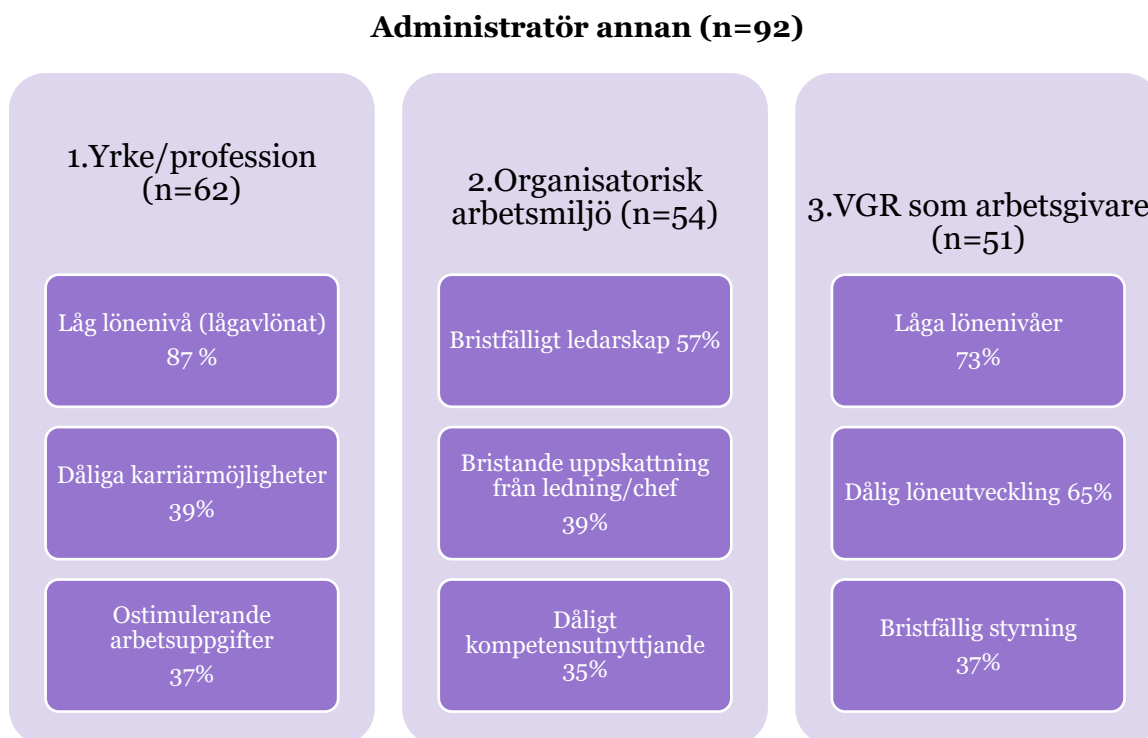 Administratör annan (n=92)
1.Yrke/profession
(n=62)
Låg lönenivå (lågavlönat)
87 %
Dåliga karriärmöjligheter
39%
Ostimulerande
arbetsuppgifter
37%
2.Organisatorisk
arbetsmiljö (n=54)
Bristfälligt ledarskap 57%
Bristande uppskattning
från ledning/chef
39%
Dåligt
kompetensutnyttjande
35%
3.VGR som arbetsgivare
(n=51)
Låga lönenivåer
73%
Dålig löneutveckling 65%
Bristfällig styrning
37%